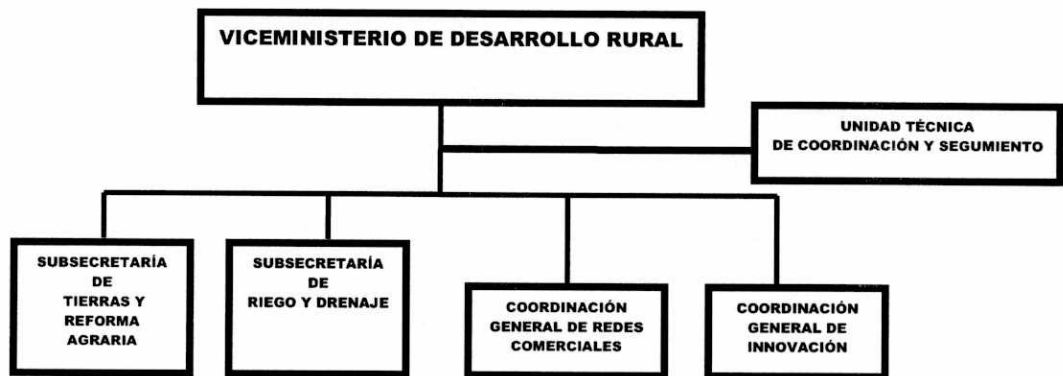 VICEMINISTERIO DE DESARROLLO RURAL
UNIDAD TÉCNICA
DE COORDINACIÓN Y SEGUMIENTO
SUBSECRETARÍA
DE
TIERRAS Y
REFORMA
AGRARIA
SUBSECRETARÍA
DE
RIEGO Y DRENAJE
COORDINACIÓN
GENERAL DE REDES
COMERCIALES
COORDINACIÓN
GENERAL DE
INNOVACIÓN